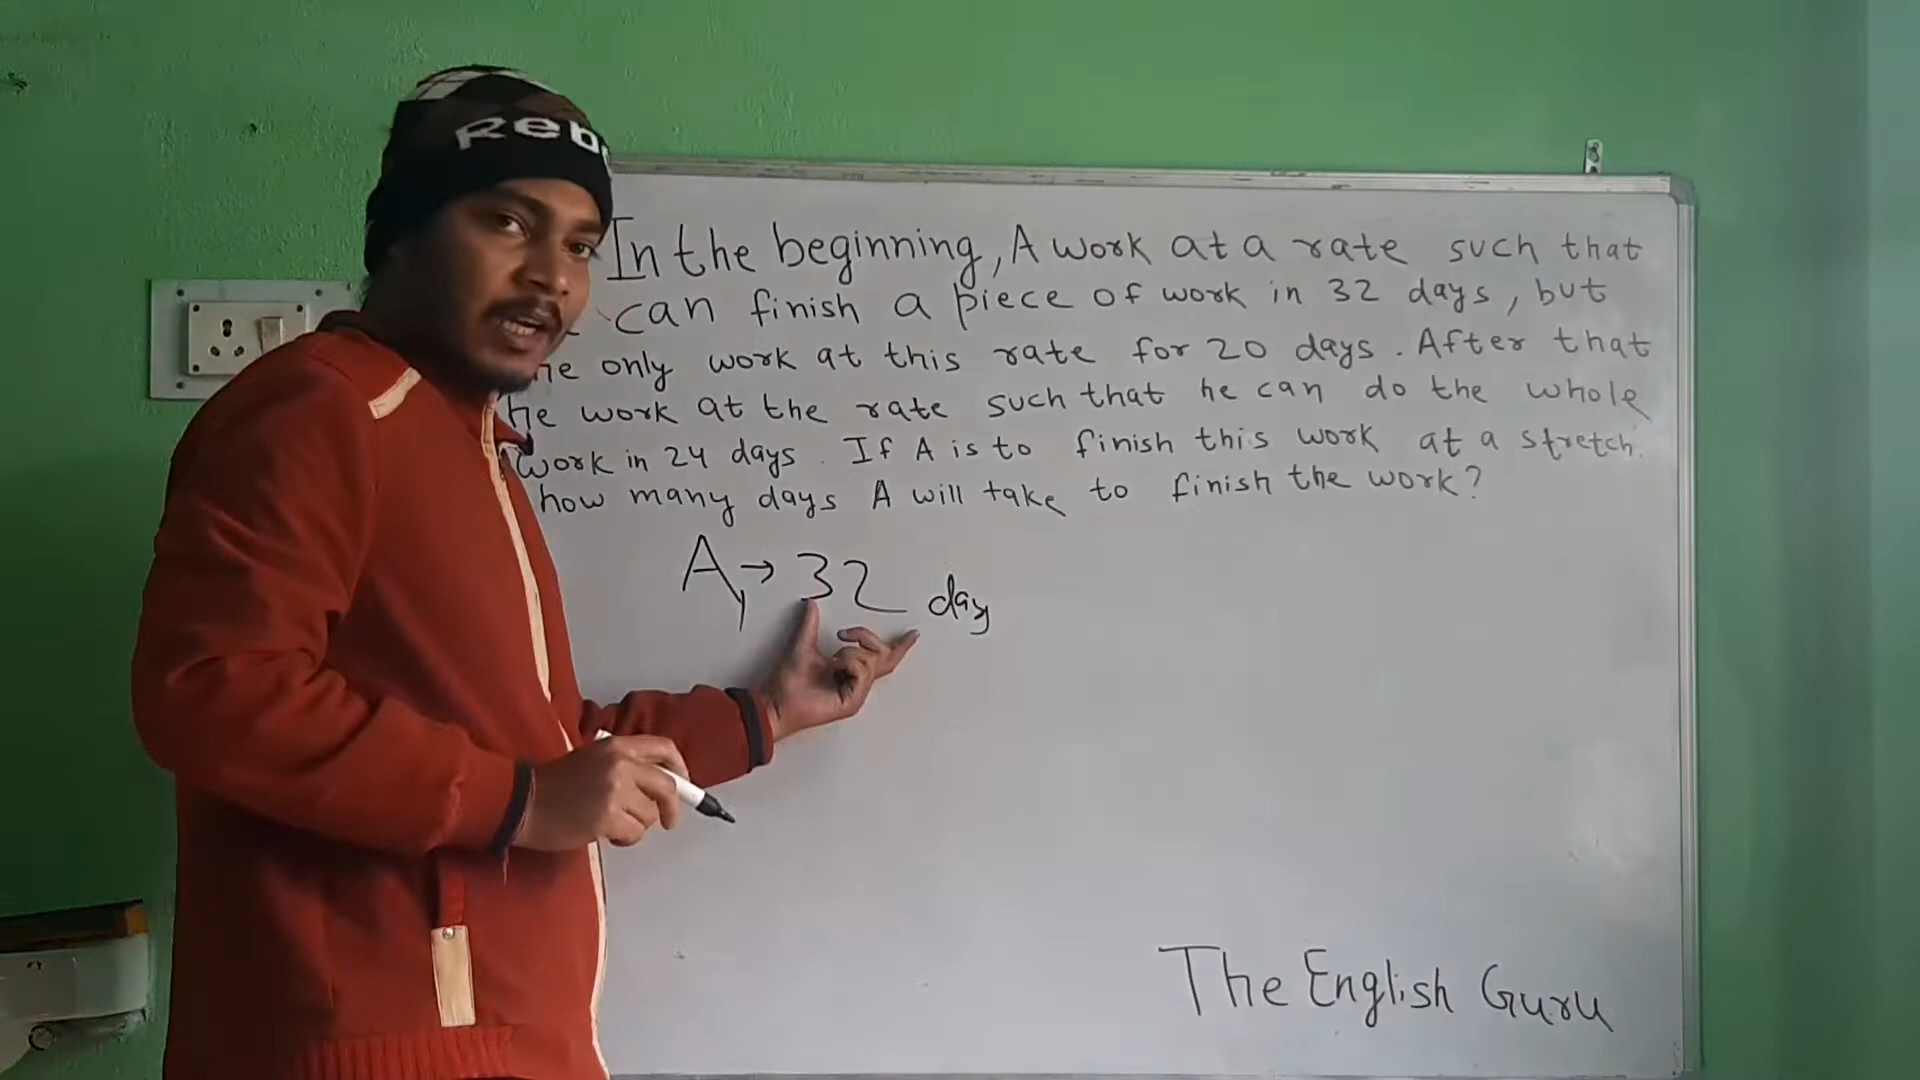 Reb
In the beginning, A work at a rate such that
can finish a piece of work in 32 days, but
only work at this rate for 20 days. After that
He work at the rate such that he can do the whole
work in 24 days. If A is to finish this work at a stretch.
how many days A will take to finish the work?
A, → 32 day
The English Guru